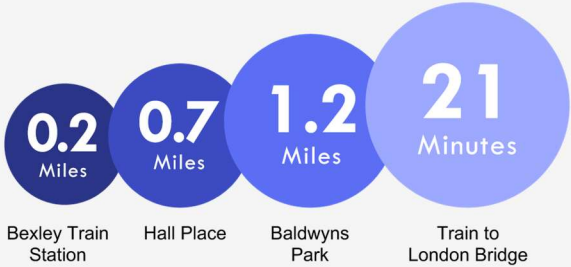 0.2
Miles
0.7
Miles
1.2
Miles
21
Minutes
Bexley Train
Station
Hall Place
Baldwyns
Park
Train to
London Bridge